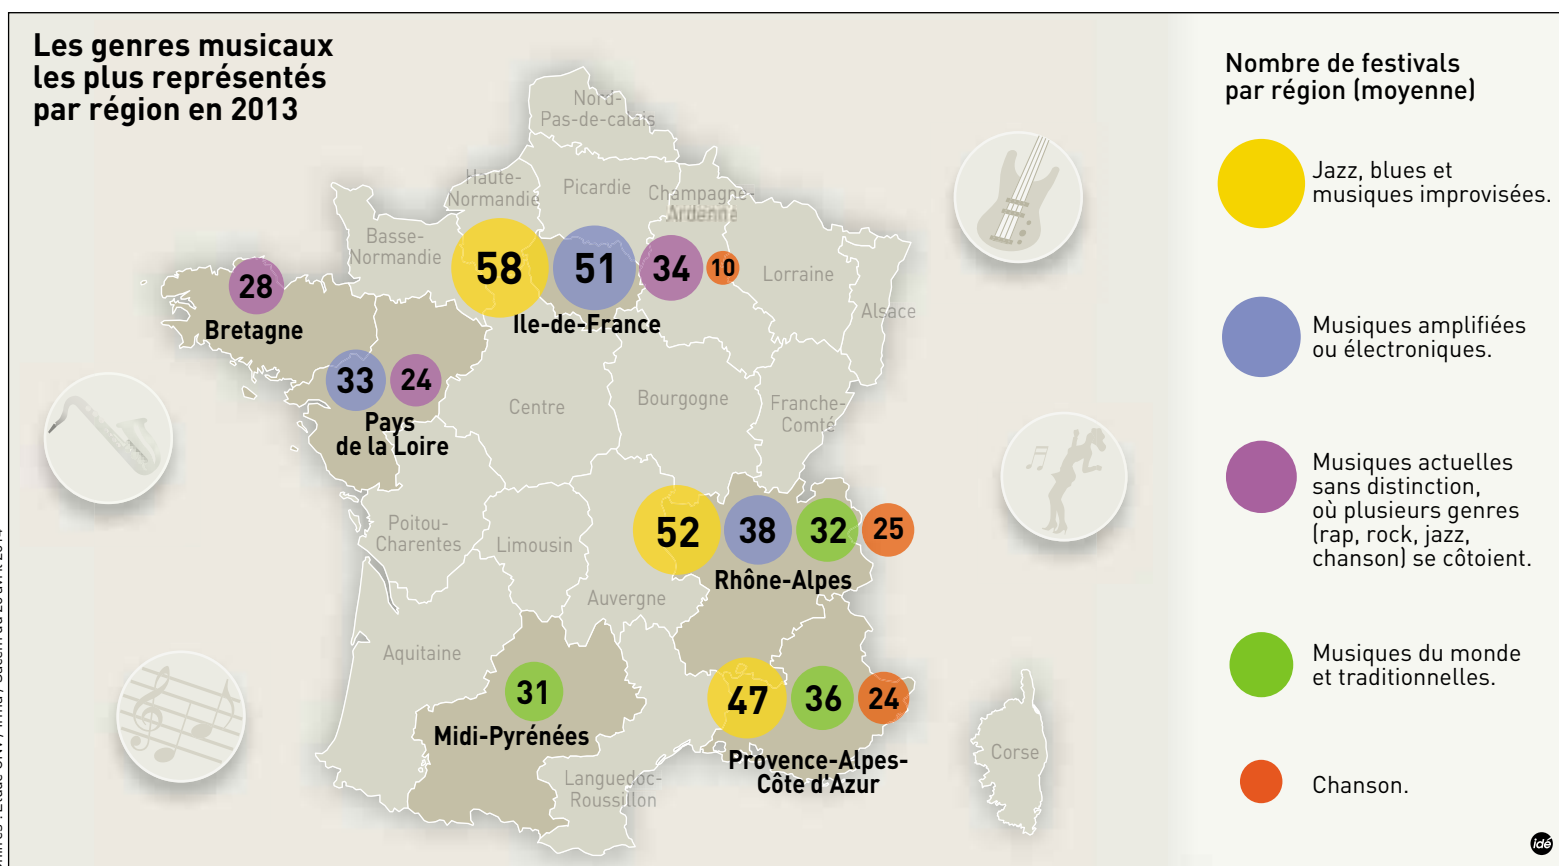 Les genres musicaux
les plus représentés
par région en 2013
Nord-
Pas-de-calais
Haute-
Normandie
Picardie
Champagne-
Ardenne
Basse-
Normandie
Lorraine
Alsace
58
51
34
10
Ile-de-France
28
Bretagne
33
24
Pays
de la Loire
Centre
Bourgogne
Franche-
Comté
Poitou-
Charentes
Limousin
Auvergne
52
38
32
25
Rhône-Alpes
Aquitaine
31
Midi-Pyrénées
47
36
24
Provence-Alpes-
Côte d'Azur
Languedoc-
Roussillon
Corse
Nombre de festivals
par région (moyenne)
Jazz, blues et
musiques improvisées.
Musiques amplifiées
ou électroniques.
Musiques actuelles
sans distinction,
où plusieurs genres
(rap, rock, jazz,
chanson) se côtoient.
Musiques du monde
et traditionnelles.
Chanson.
idé